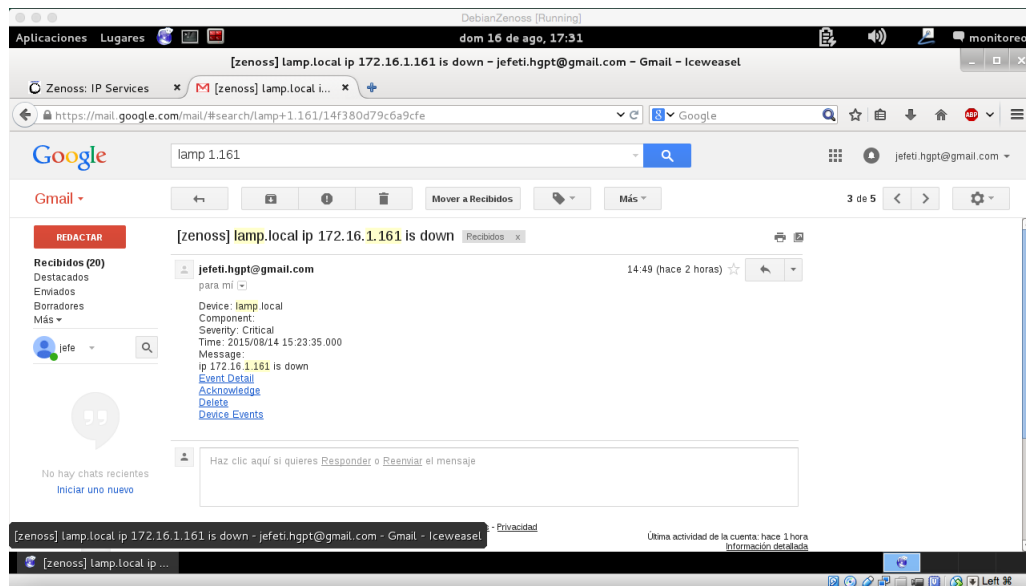 DebianZenoss [Running]
Aplicaciones Lugares dom 16 de ago, 17:31 monitoreo
[zenoss] lamp.local ip 172.16.1.161 is down – jefeti.hgpt@gmail.com – Gmail – Iceweasel
Zenoss: IP Services × [zenoss] lamp.local i... ×
https://mail.google.com/mail/#search/lamp+1.161/14f380d79c6a9cfe Google
Google lamp 1.161 jefeti.hgpt@gmail.com
Gmail Mover a Recibidos Más 3 de 5
REDACTAR
[zenoss] lamp.local ip 172.16.1.161 is down Recibidos x
Recibidos (20)
Destacados
Enviados
Borradores
Más
jefe
No hay chats recientes
Iniciar uno nuevo
jefeti.hgpt@gmail.com 14:49 (hace 2 horas)
para mí
Device: lamp.local
Component:
Severity: Critical
Time: 2015/08/14 15:23:35.000
Message:
ip 172.16.1.161 is down
Event Detail
Acknowledge
Delete
Device Events
Haz clic aquí si quieres Responder o Reenviar el mensaje
- Privacidad
Última actividad de la cuenta: hace 1 hora
Información detallada
[zenoss] lamp.local ip 172.16.1.161 is down - jefeti.hgpt@gmail.com - Gmail - Iceweasel
[zenoss] lamp.local ip ...
Left ⌘